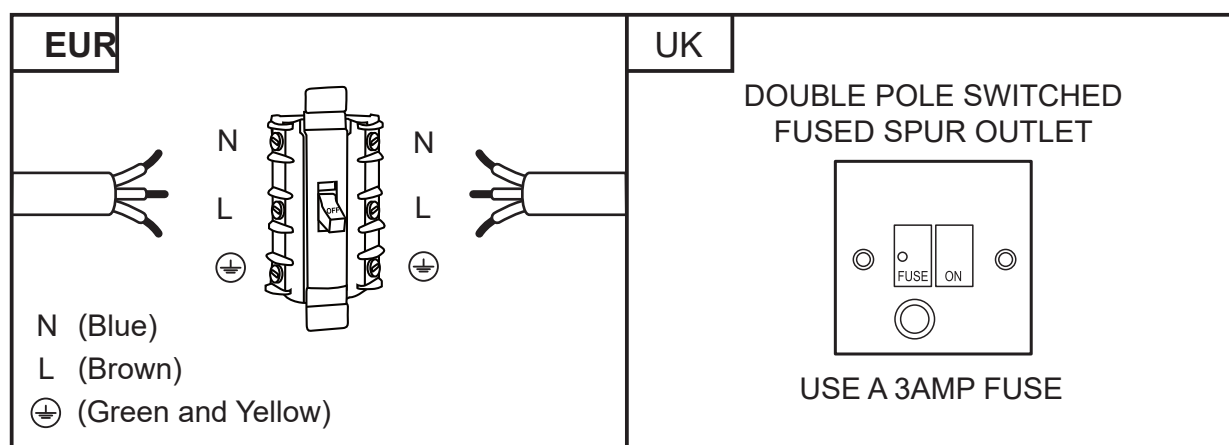 EUR
N
N
L
L
OFF
N (Blue)
L (Brown)
(Green and Yellow)
UK
DOUBLE POLE SWITCHED
FUSED SPUR OUTLET
FUSE
ON
USE A 3AMP FUSE